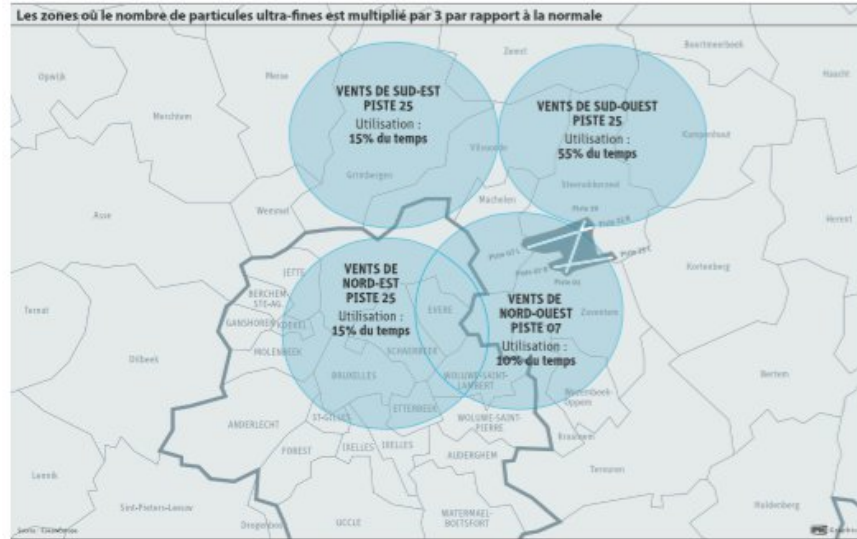 Les zones où le nombre de particules ultra-fines est multiplié par 3 par rapport à la normale
Opwijk
Meise
Zemst
Boortmeerbeek
Haacht
Merchtem
VENTS DE SUD-EST
PISTE 25
Utilisation :
15% du temps
VENTS DE SUD-OUEST
PISTE 25
Utilisation :
55% du temps
Kampenhout
Vilvoorde
Grimbergen
Steenokkerzeel
Machelen
Wemmel
Asse
Herent
Kortenberg
VENTS DE
NORD-EST
PISTE 25
Utilisation :
15% du temps
VENTS DE
NORD-OUEST
PISTE 07
Utilisation :
10% du temps
JETTE
BERCHEM-
STE-AG.
GANSHOREN
KOEKEL
EVERE
Zaventem
Ternat
Dilbeek
MOLENBEEK
SCHAERBEEK
BRUXELLES
WOLUWE-SAINT-
LAMBERT
Wezembeek-
Oppem
Bertem
ETTERBEEK
ST-GILLES
WOLUWE-SAINT-
PIERRE
ANDERLECHT
Kraainem
IXELLES
IXELLES
FOREST
AUDERGHEM
Tervuren
Lennik
Sint-Pieters-Leeuw
Drogenbos
UCCLE
WATERMAEL-
BOITSFORT
Huldenberg